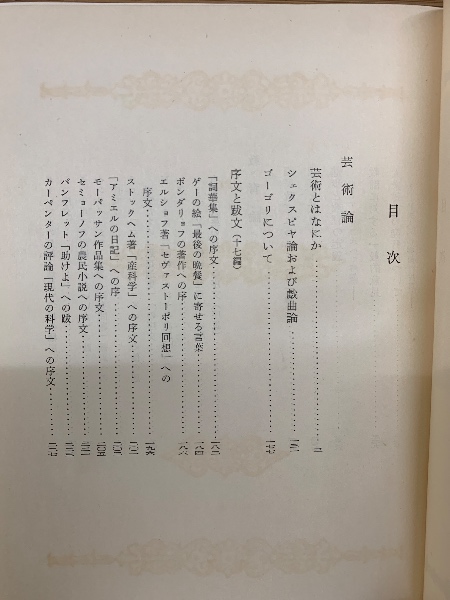 目次
芸術論
芸術とはなにか
シェクスピヤ論および戯曲論
ゴーゴリについて
序文と跋文(十七編)
「詞華集」への序文
ゲーの絵「最後の晩餐」に寄せる言葉
ボンダリョフの著作への序
エルショフ著「セヴァストーポリ回想」への
序文
ストックヘム著「産科学」への序文
「アミエルの日記」への序
モーパッサン作品集への序文
セミョーノフの農民小説への序文
パンフレット「助けよ」への跋
カーペンターの評論「現代の科学」への序文